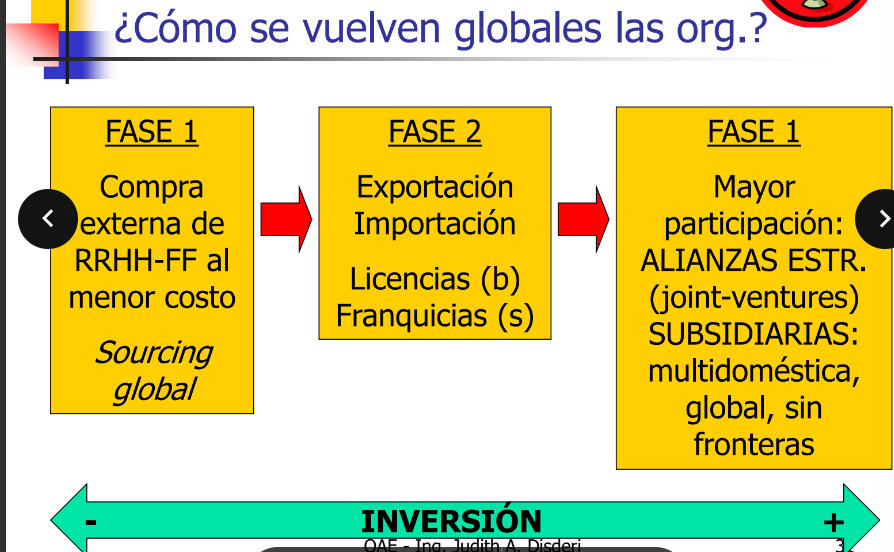 ¿Cómo se vuelven globales las org.?
FASE 1
Compra
externa de
RRHH-FF al
menor costo
Sourcing
global
FASE 2
Exportación
Importación
Licencias (b)
Franquicias (s)
FASE 1
Mayor
participación:
ALIANZAS ESTR.
(joint-ventures)
SUBSIDIARIAS:
multidoméstica,
global, sin
fronteras
- INVERSIÓN +
OAE - Ing. Judith A. Disderi 3